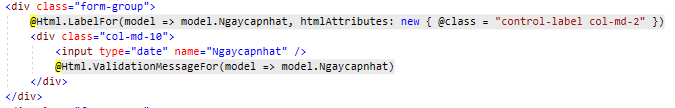 <div class="form-group">
@Html.LabelFor(model => model.Ngaycapnhat, htmlAttributes: new { @class = "control-label col-md-2" })
<div class="col-md-10">
<input type="date" name="Ngaycapnhat" />
@Html.ValidationMessageFor(model => model.Ngaycapnhat)
</div>
</div>